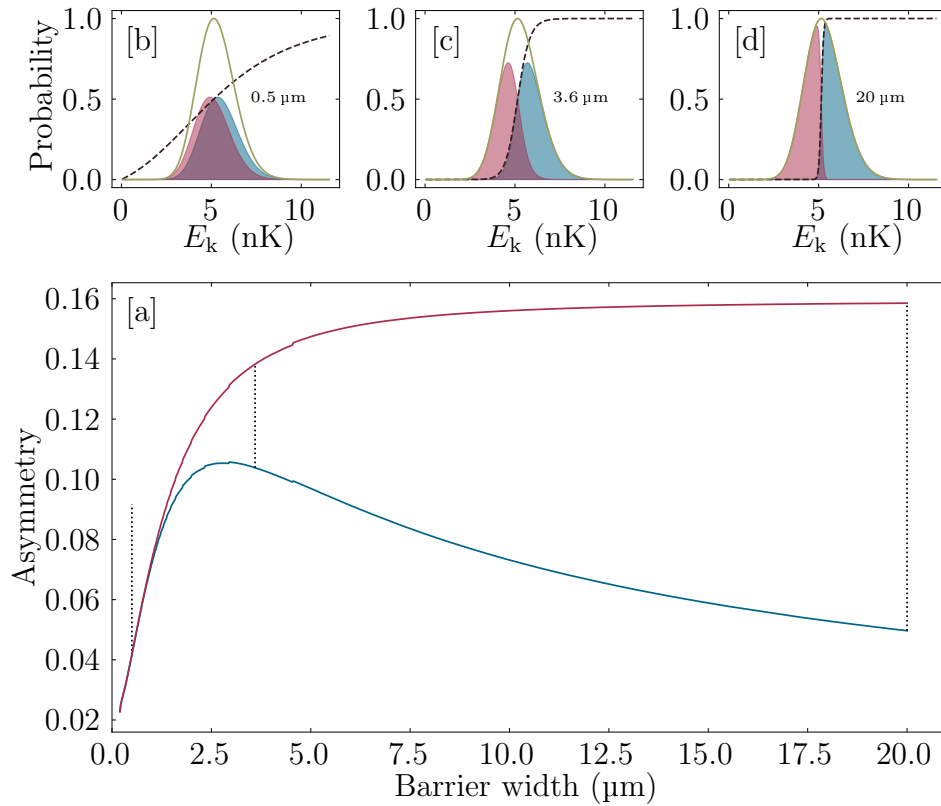 [b]
[c]
[d]
Probability
1.0
0.5
0.0
0.5 µm
0
5
10
E_k (nK)
1.0
0.5
0.0
3.6 µm
0
5
10
E_k (nK)
1.0
0.5
0.0
20 µm
0
5
10
E_k (nK)
[a]
Asymmetry
0.16
0.14
0.12
0.10
0.08
0.06
0.04
0.02
0.0
2.5
5.0
7.5
10.0
12.5
15.0
17.5
20.0
Barrier width (µm)